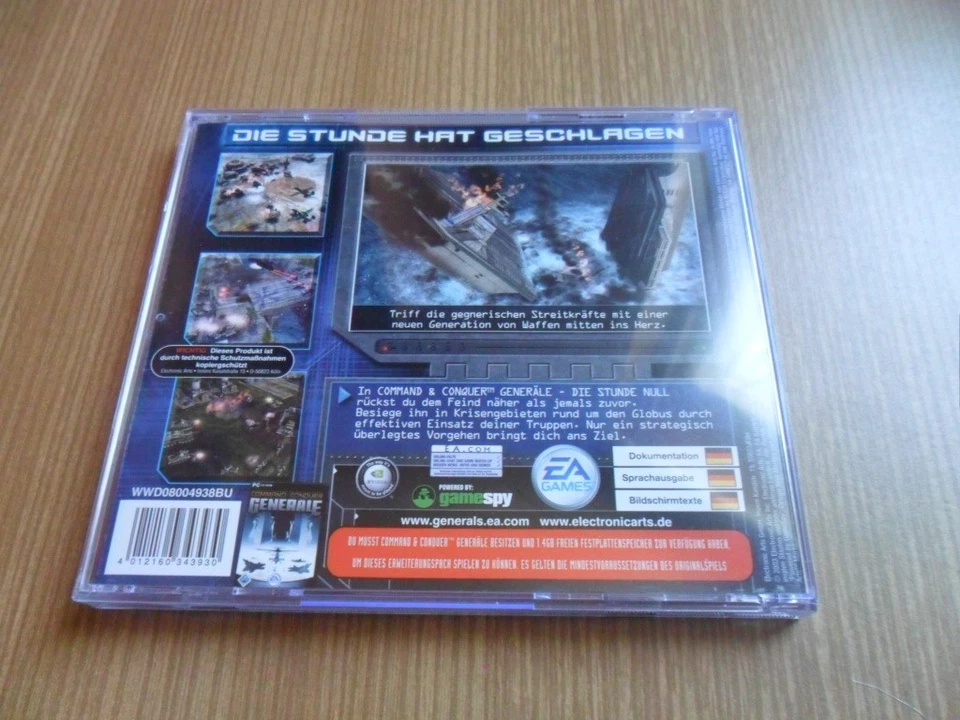 DIE STUNDE HAT GESCHLAGEN
Triff die gegnerischen Streitkräfte mit einer
neuen Generation von Waffen mitten ins Herz.
WICHTIG: Dieses Produkt ist
durch technische Schutzmaßnahmen
kopiergeschützt
In COMMAND & CONQUER™ GENERÄLE - DIE STUNDE NULL
rückst du dem Feind näher als jemals zuvor.
Besiege ihn in Krisengebieten rund um den Globus durch
effektiven Einsatz deiner Truppen. Nur ein strategisch
überlegtes Vorgehen bringt dich ans Ziel.
EA.COM
POWERED BY:
gamespy
EA
GAMES
Dokumentation
Sprachausgabe
Bildschirmtexte
WWD08004938BU
COMMAND CONQUER
GENERÄLE
4 012160 343930
www.generals.ea.com www.electronicarts.de
DU MUSST COMMAND & CONQUER™ GENERÄLE BESITZEN UND 1.4GB FREIEN FESTPLATTENSPEICHER ZUR VERFÜGUNG HABEN,
UM DIESES ERWEITERUNGSPACK SPIELEN ZU KÖNNEN. ES GELTEN DIE MINDESTVORAUSSETZUNGEN DES ORIGINALSPIELS